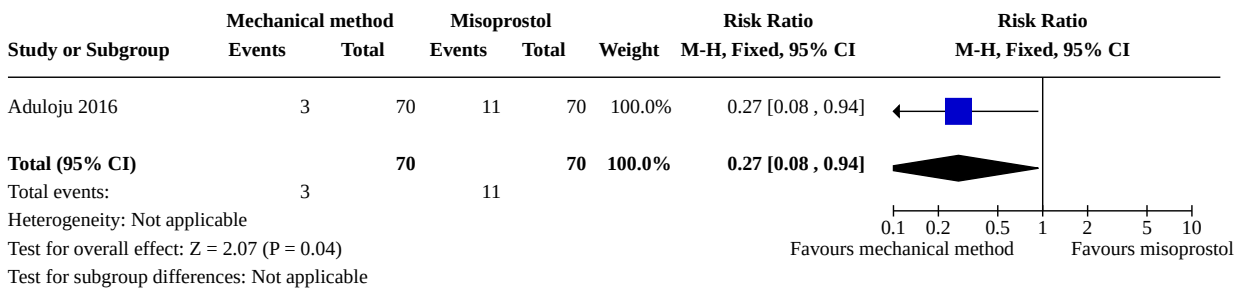 Mechanical method Misoprostol Risk Ratio Risk Ratio
Study or Subgroup Events Total Events Total Weight M-H, Fixed, 95% CI M-H, Fixed, 95% CI
Aduloju 2016 3 70 11 70 100.0% 0.27 [0.08 , 0.94]
Total (95% CI) 70 70 100.0% 0.27 [0.08 , 0.94]
Total events: 3 11
Heterogeneity: Not applicable
0.1 0.2 0.5 1 2 5 10
Test for overall effect: Z = 2.07 (P = 0.04) Favours mechanical method Favours misoprostol
Test for subgroup differences: Not applicable